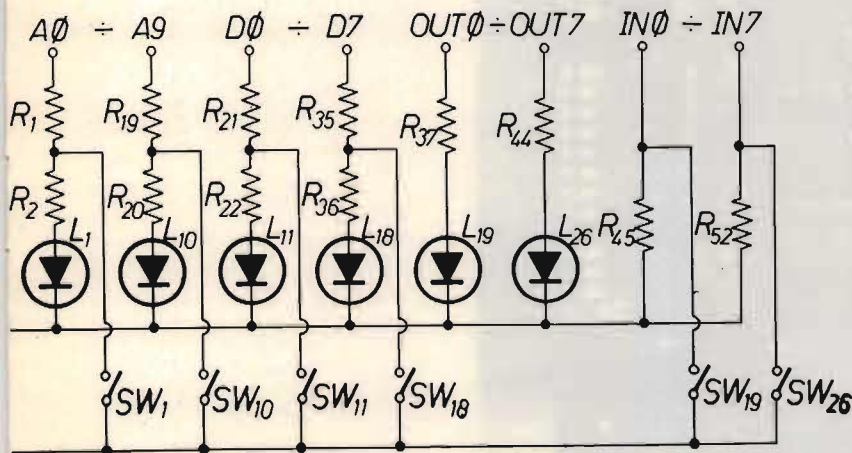 AØ ÷ A9 DØ ÷ D7 OUTØ÷OUT7 INØ ÷ IN7
R1 R19 R21 R35 R37 R44
R2 R20 R22 R36 R45 R52
L1 L10 L11 L18 L19 L26
SW1 SW10 SW11 SW18 SW19 SW26